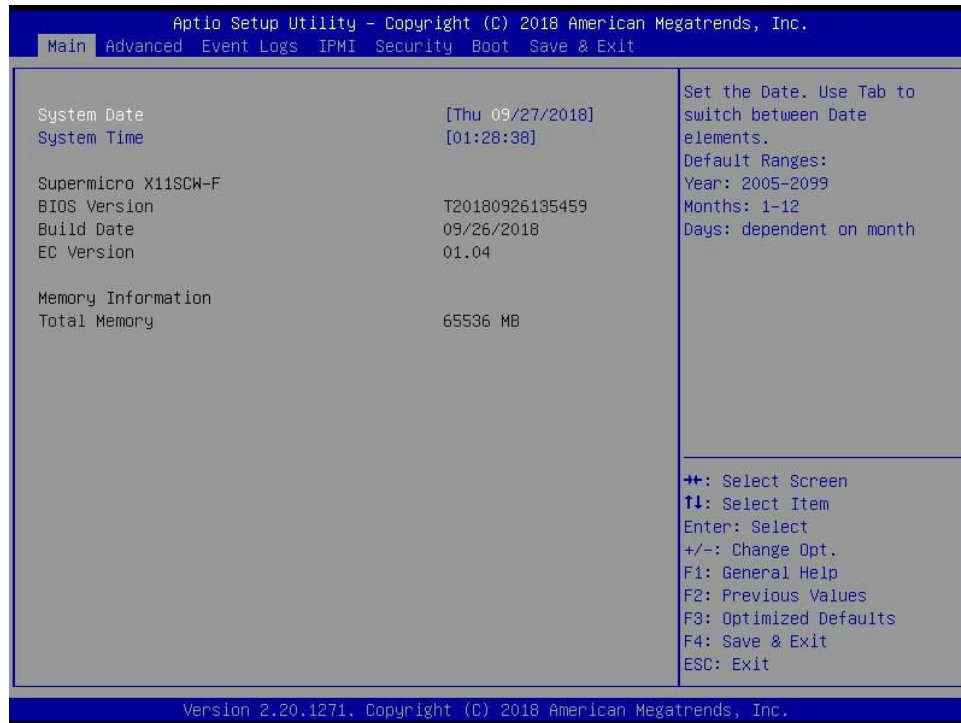 Aptio Setup Utility – Copyright (C) 2018 American Megatrends, Inc.
Main Advanced Event Logs IPMI Security Boot Save & Exit
System Date [Thu 09/27/2018]
System Time [01:28:38]
Supermicro X11SCW-F
BIOS Version T20180926135459
Build Date 09/26/2018
EC Version 01.04
Memory Information
Total Memory 65536 MB
Set the Date. Use Tab to
switch between Date
elements.
Default Ranges:
Year: 2005-2099
Months: 1-12
Days: dependent on month
→←: Select Screen
↑↓: Select Item
Enter: Select
+/-: Change Opt.
F1: General Help
F2: Previous Values
F3: Optimized Defaults
F4: Save & Exit
ESC: Exit
Version 2.20.1271. Copyright (C) 2018 American Megatrends, Inc.